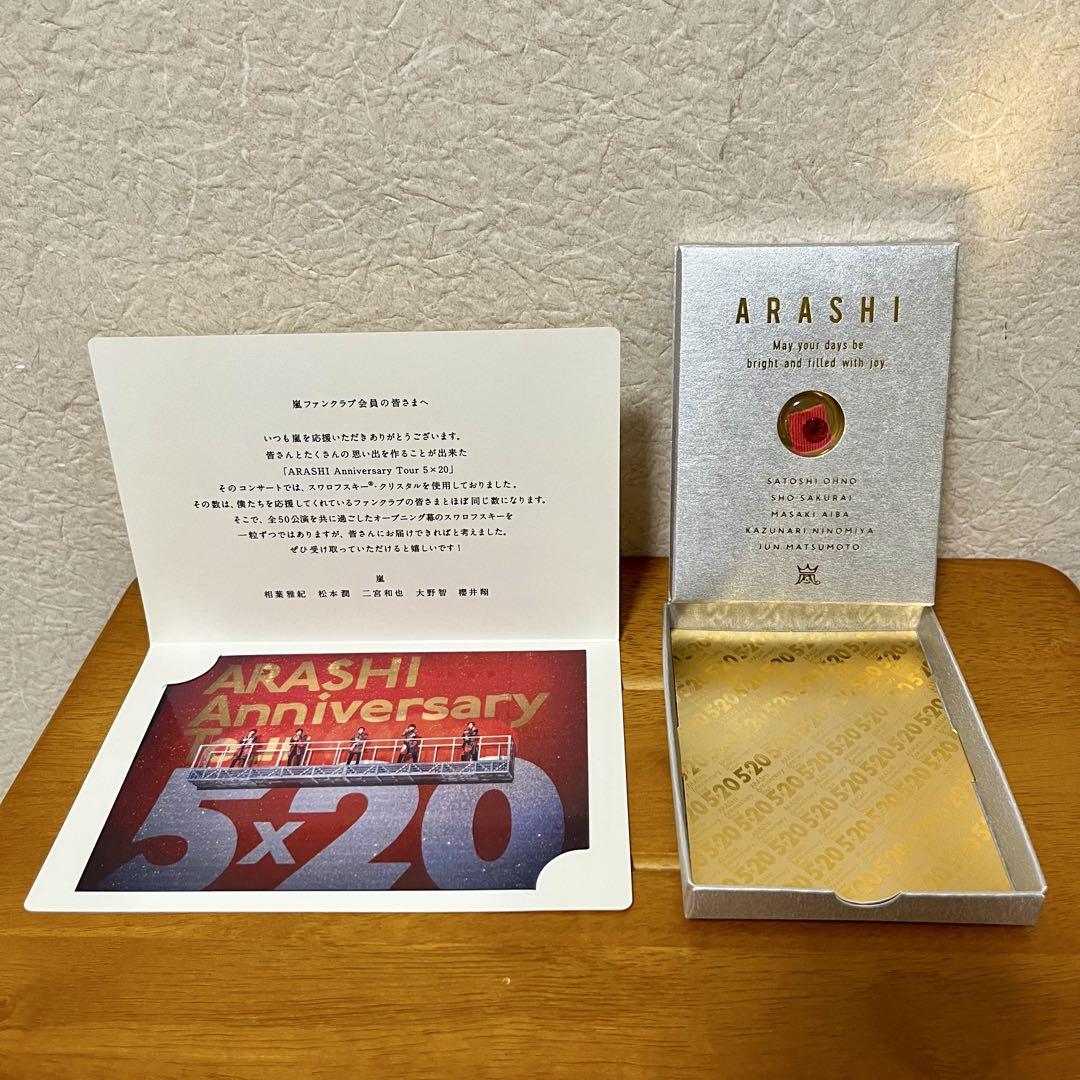 嵐ファンクラブ会員の皆さまへ
いつも嵐を応援いただきありがとうございます。
皆さんとたくさんの思い出を作ることが出来た
「ARASHI Anniversary Tour 5×20」
そのコンサートでは、スワロフスキー®・クリスタルを使用しておりました。
その数は、僕たちを応援してくれているファンクラブの皆さまとほぼ同じ数になります。
そこで、全50公演を共に過ごしたオープニング幕のスワロフスキーを
一粒ずつではありますが、皆さんにお届けできればと考えました。
ぜひ受け取っていただけると嬉しいです！
嵐
相葉雅紀 松本潤 二宮和也 大野智 櫻井翔
ARASHI
Anniversary
Tour
5×20
ARASHI
May your days be
bright and filled with joy
SATOSHI OHNO
SHO SAKURAI
MASAKI AIBA
KAZUNARI NINOMIYA
JUN MATSUMOTO
嵐
5×20 5×20 5×20